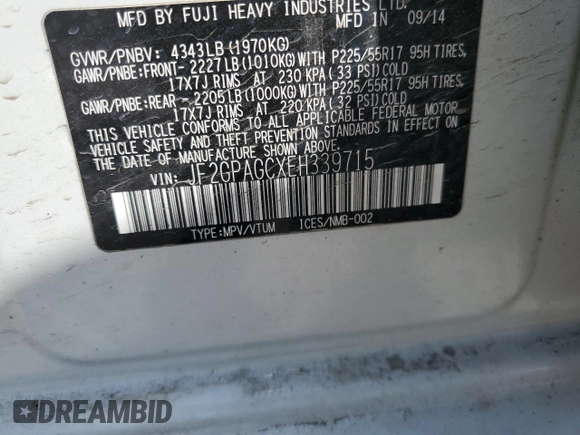 MFD BY FUJI HEAVY INDUSTRIES LTD.
MFD IN 09/14
GVWR/PNBV: 4343LB(1970KG)
GAWR/PNBE:FRONT- 2227LB(1010KG)WITH P225/55R17 95H TIRES,
17X7J RIMS AT 230 KPA(33 PSI)COLD
GAWR/PNBE:REAR - 2205LB(1000KG)WITH P225/55R17 95H TIRES,
17X7J RIMS AT 220 KPA(32 PSI)COLD
THIS VEHICLE CONFORMS TO ALL APPLICABLE FEDERAL MOTOR
VEHICLE SAFETY AND THEFT PREVENTION STANDARDS IN EFFECT
ON THE DATE OF MANUFACTURE SHOWN ABOVE.
VIN: JF2GPAGCXEH339715
TYPE:MPV/VTUM ICES/NMB-002
DREAMBID